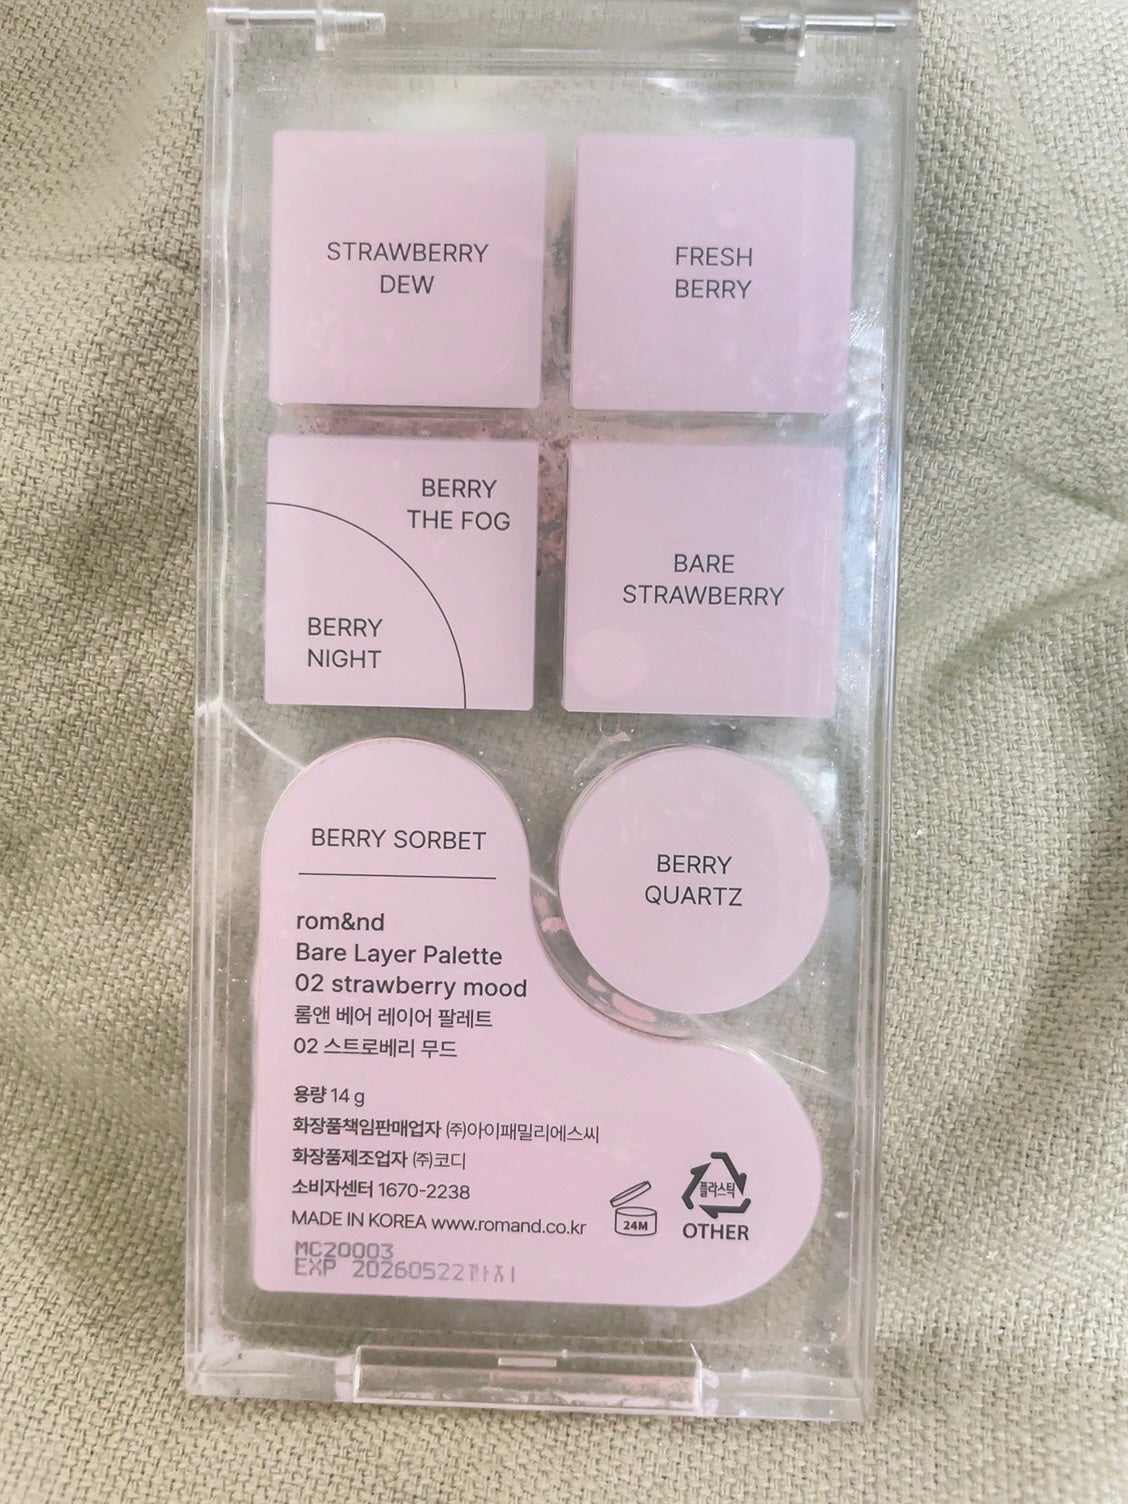 STRAWBERRY
DEW
FRESH
BERRY
BERRY
THE FOG
BERRY
NIGHT
BARE
STRAWBERRY
BERRY SORBET
BERRY
QUARTZ
rom&nd
Bare Layer Palette
02 strawberry mood
롬앤 베어 레이어 팔레트
02 스트로베리 무드
용량 14 g
화장품책임판매업자 (주)아이패밀리에스씨
화장품제조업자 (주)코디
소비자센터 1670-2238
MADE IN KOREA www.romand.co.kr
24M
플라스틱
OTHER
MC20003
EXP 20260522까지